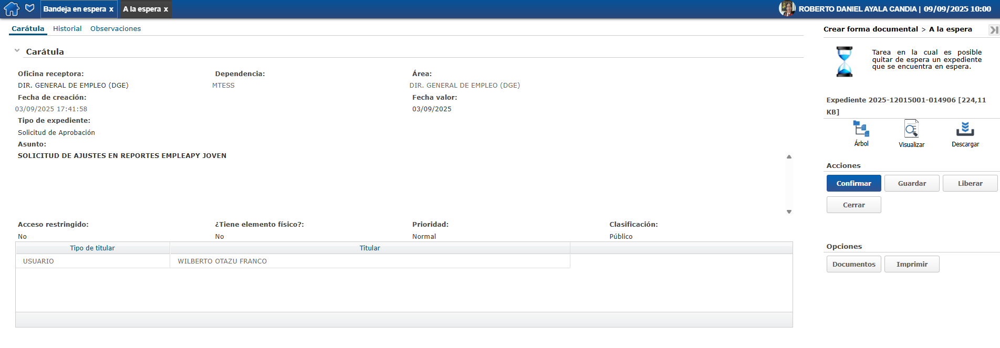 Bandeja en espera x
A la espera x
ROBERTO DANIEL AYALA CANDIA | 09/09/2025 10:00
Carátula
Historial
Observaciones
Carátula
Oficina receptora:
Dependencia:
Área:
DIR. GENERAL DE EMPLEO (DGE)
MTESS
DIR. GENERAL DE EMPLEO (DGE)
Fecha de creación:
Fecha valor:
03/09/2025 17:41:58
03/09/2025
Tipo de expediente:
Solicitud de Aprobación
Asunto:
SOLICITUD DE AJUSTES EN REPORTES EMPLEAPY JOVEN
Acceso restringido:
¿Tiene elemento físico?:
Prioridad:
Clasificación:
No
No
Normal
Público
Tipo de titular
Titular
USUARIO
WILBERTO OTAZU FRANCO
Crear forma documental > A la espera
Tarea en la cual es posible
quitar de espera un expediente
que se encuentra en espera.
Expediente 2025-12015001-014906 [224,11
KB]
Árbol
Visualizar
Descargar
Acciones
Confirmar
Guardar
Liberar
Cerrar
Opciones
Documentos
Imprimir